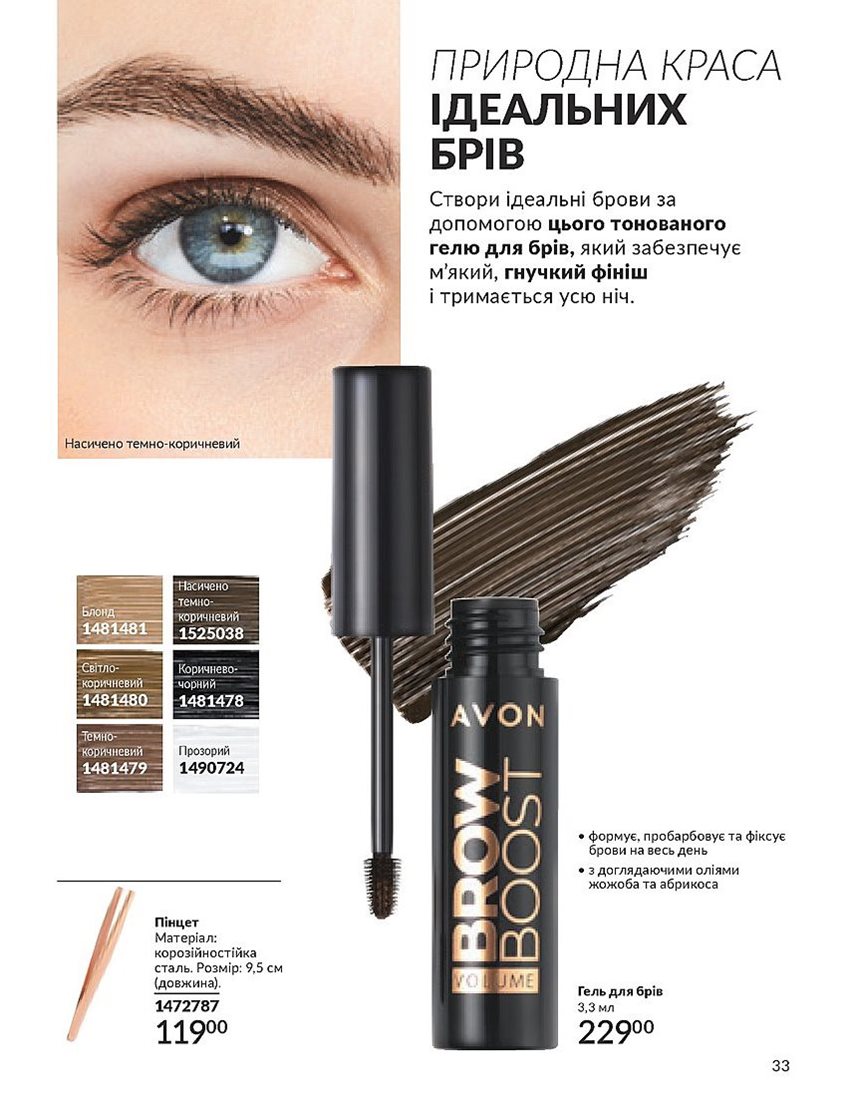 ПРИРОДНА КРАСА
ІДЕАЛЬНИХ
БРІВ
Створи ідеальні брови за
допомогою цього тонованого
гелю для брів, який забезпечує
м’який, гнучкий фініш
і тримається усю ніч.
Насичено темно-коричневий
Блонд
1481481
Насичено
темно-
коричневий
1525038
Світло-
коричневий
1481480
Коричнево-
чорний
1481478
Темно-
коричневий
1481479
Прозорий
1490724
AVON
BROW
BOOST
VOLUME
• формує, пробарбовує та фіксує
брови на весь день
• з доглядаючими оліями
жожоба та абрикоса
Пінцет
Матеріал:
корозійностійка
сталь. Розмір: 9,5 см
(довжина).
1472787
11900
Гель для брів
3,3 мл
22900
33